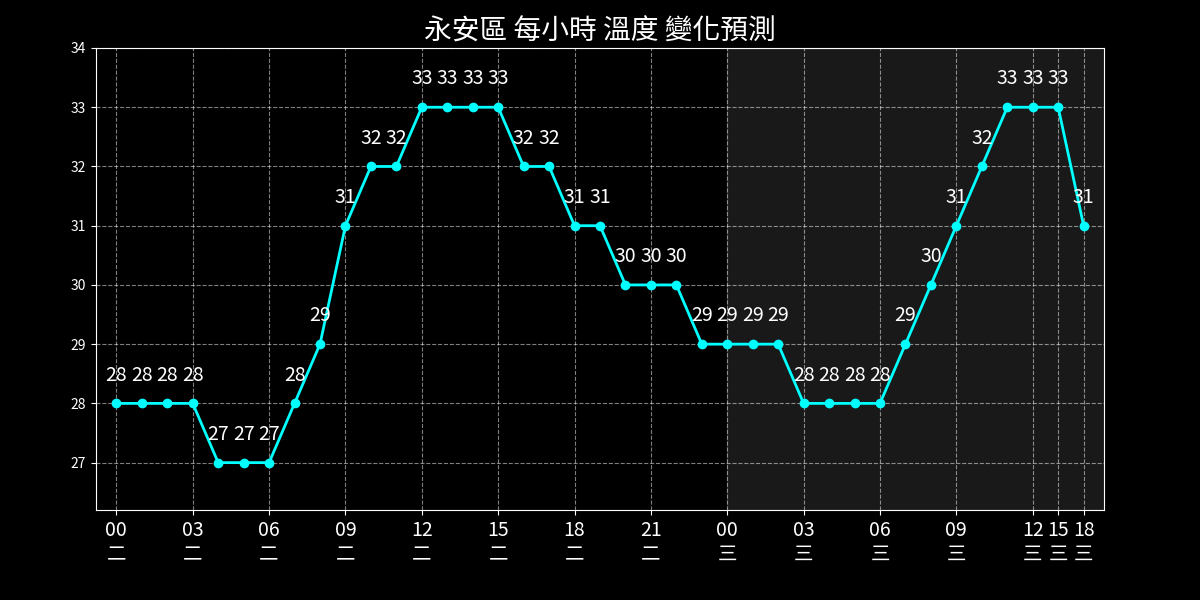 永安區 每小時 溫度 變化預測
34
33 33 33 33 33 33 33
33
32 32 32 32 32
32
31 31 31 31 31
31
30 30 30 30
30
29 29 29 29 29 29
29
28 28 28 28 28 28 28 28 28
28
27 27 27
27
00 03 06 09 12 15 18 21 00 03 06 09 12 15 18
二 二 二 二 二 二 二 二 三 三 三 三 三 三 三